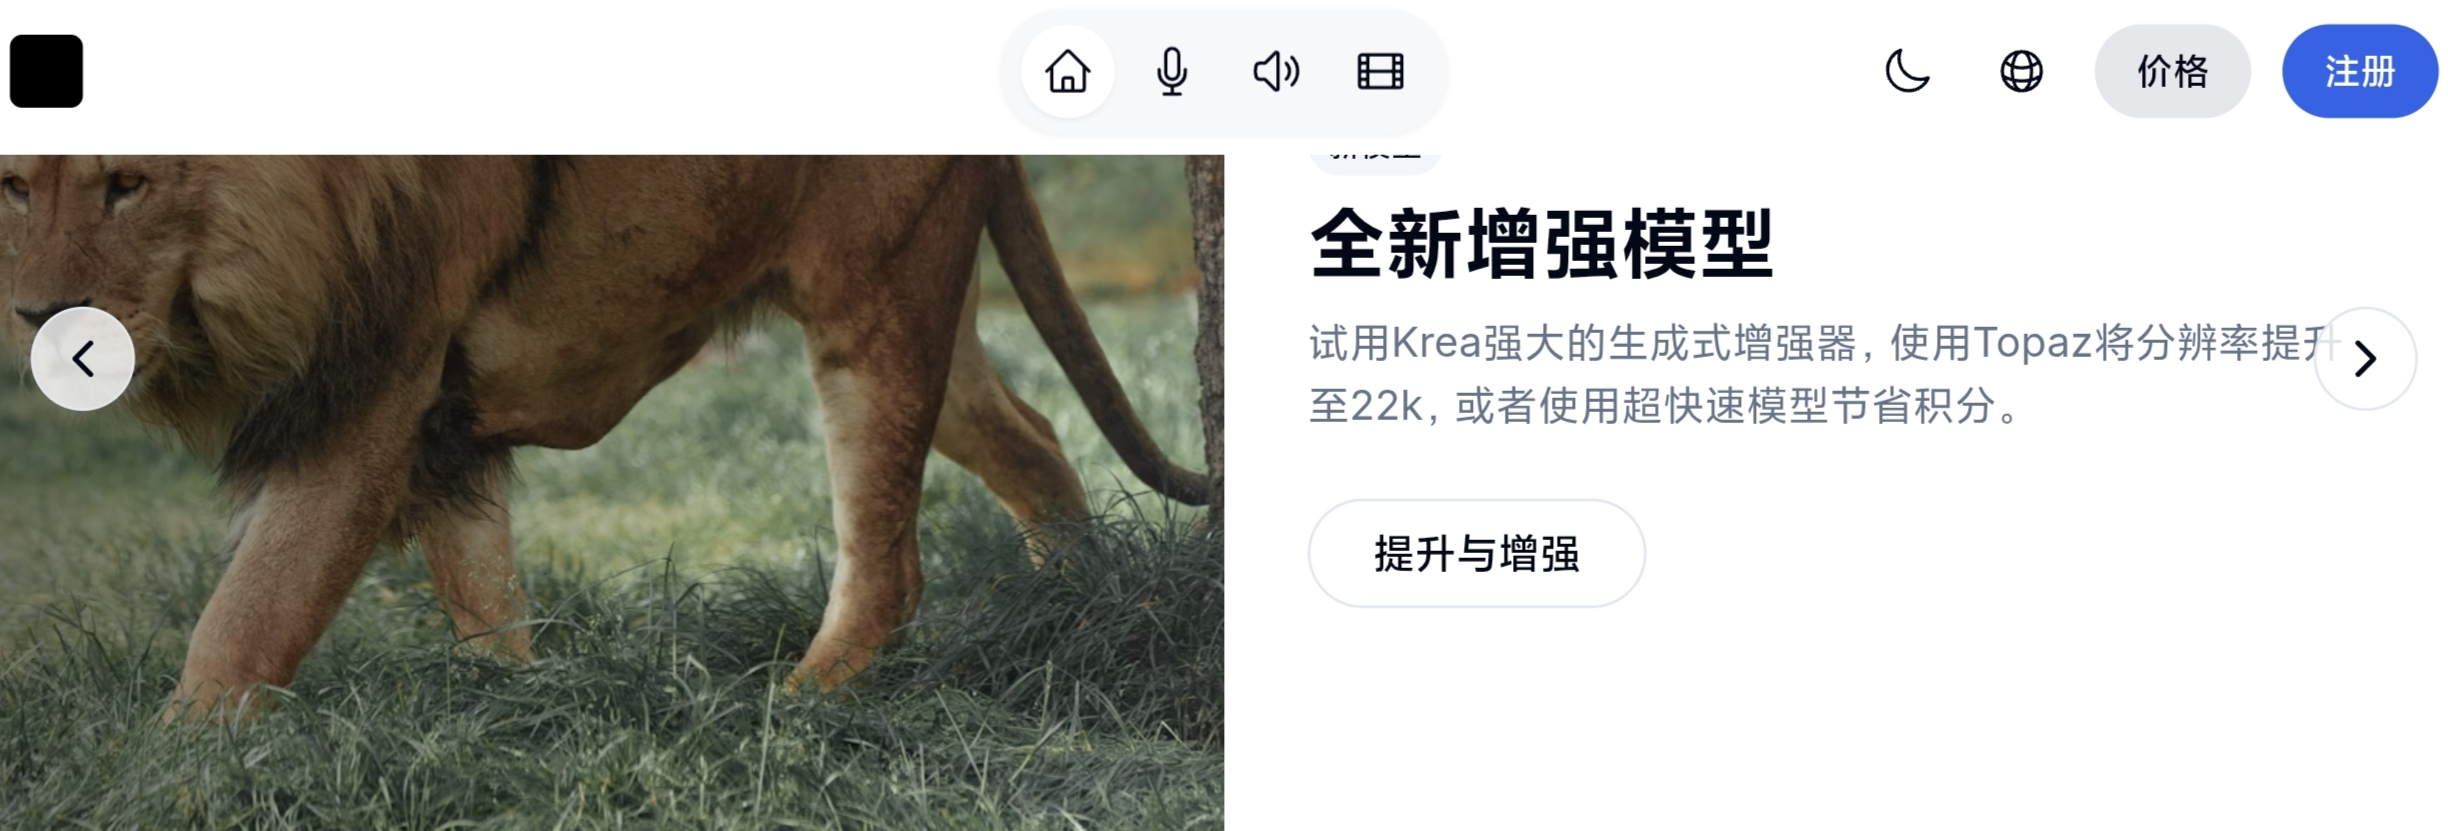 价格
注册
全新增强模型
试用Krea强大的生成式增强器，使用Topaz将分辨率提升
至22k，或者使用超快速模型节省积分。
提升与增强